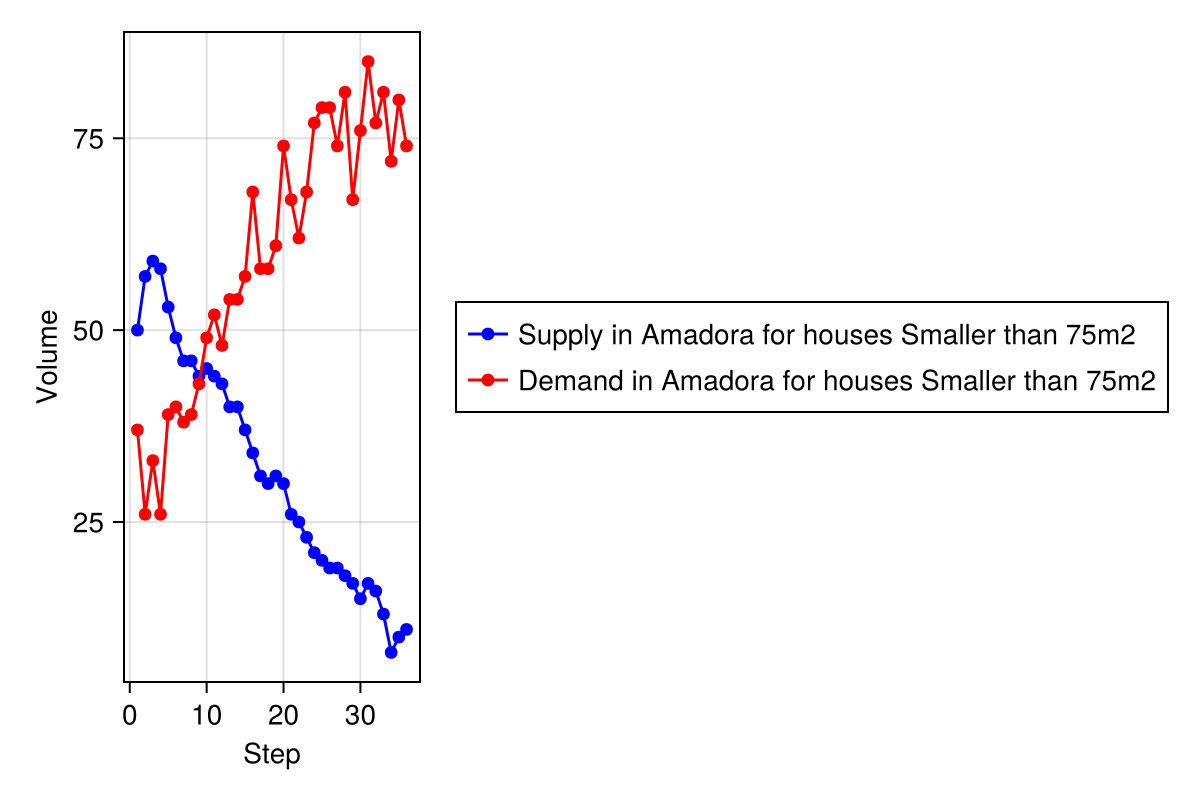 75
50
25
Volume
0 10 20 30
Step
Supply in Amadora for houses Smaller than 75m2
Demand in Amadora for houses Smaller than 75m2